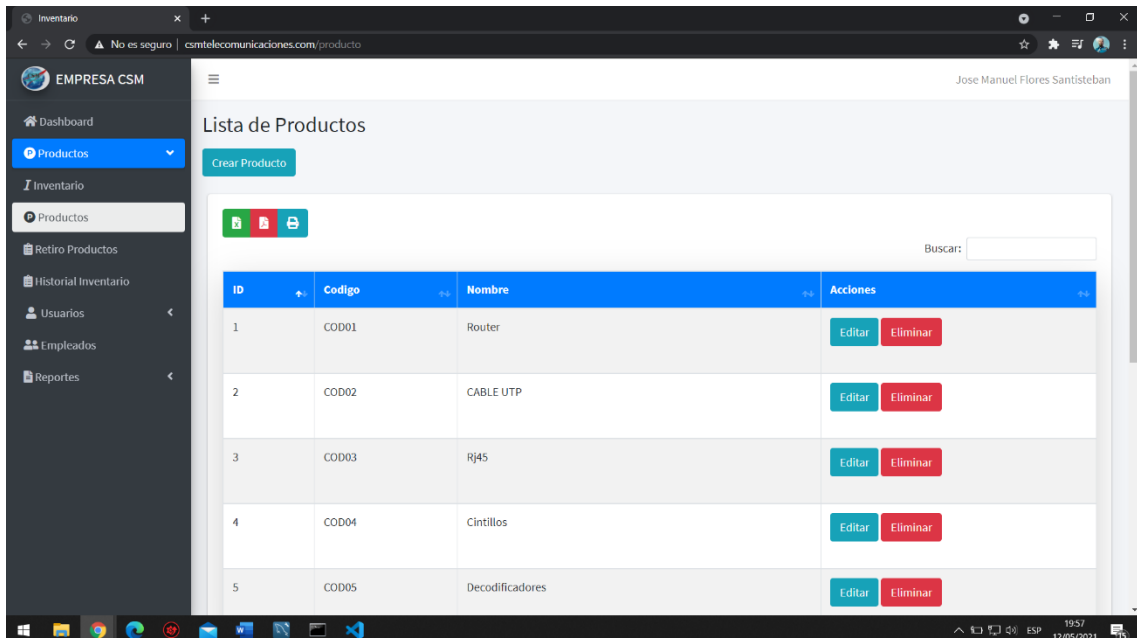 Inventario
No es seguro | csmtelecomunicaciones.com/producto
EMPRESA CSM
Jose Manuel Flores Santisteban
Dashboard
Productos
Inventario
Productos
Retiro Productos
Historial Inventario
Usuarios
Empleados
Reportes
Lista de Productos
Crear Producto
Buscar:
ID Codigo Nombre Acciones
1 COD01 Router Editar Eliminar
2 COD02 CABLE UTP Editar Eliminar
3 COD03 Rj45 Editar Eliminar
4 COD04 Cintillos Editar Eliminar
5 COD05 Decodificadores Editar Eliminar
ESP
19:57
12/05/2021